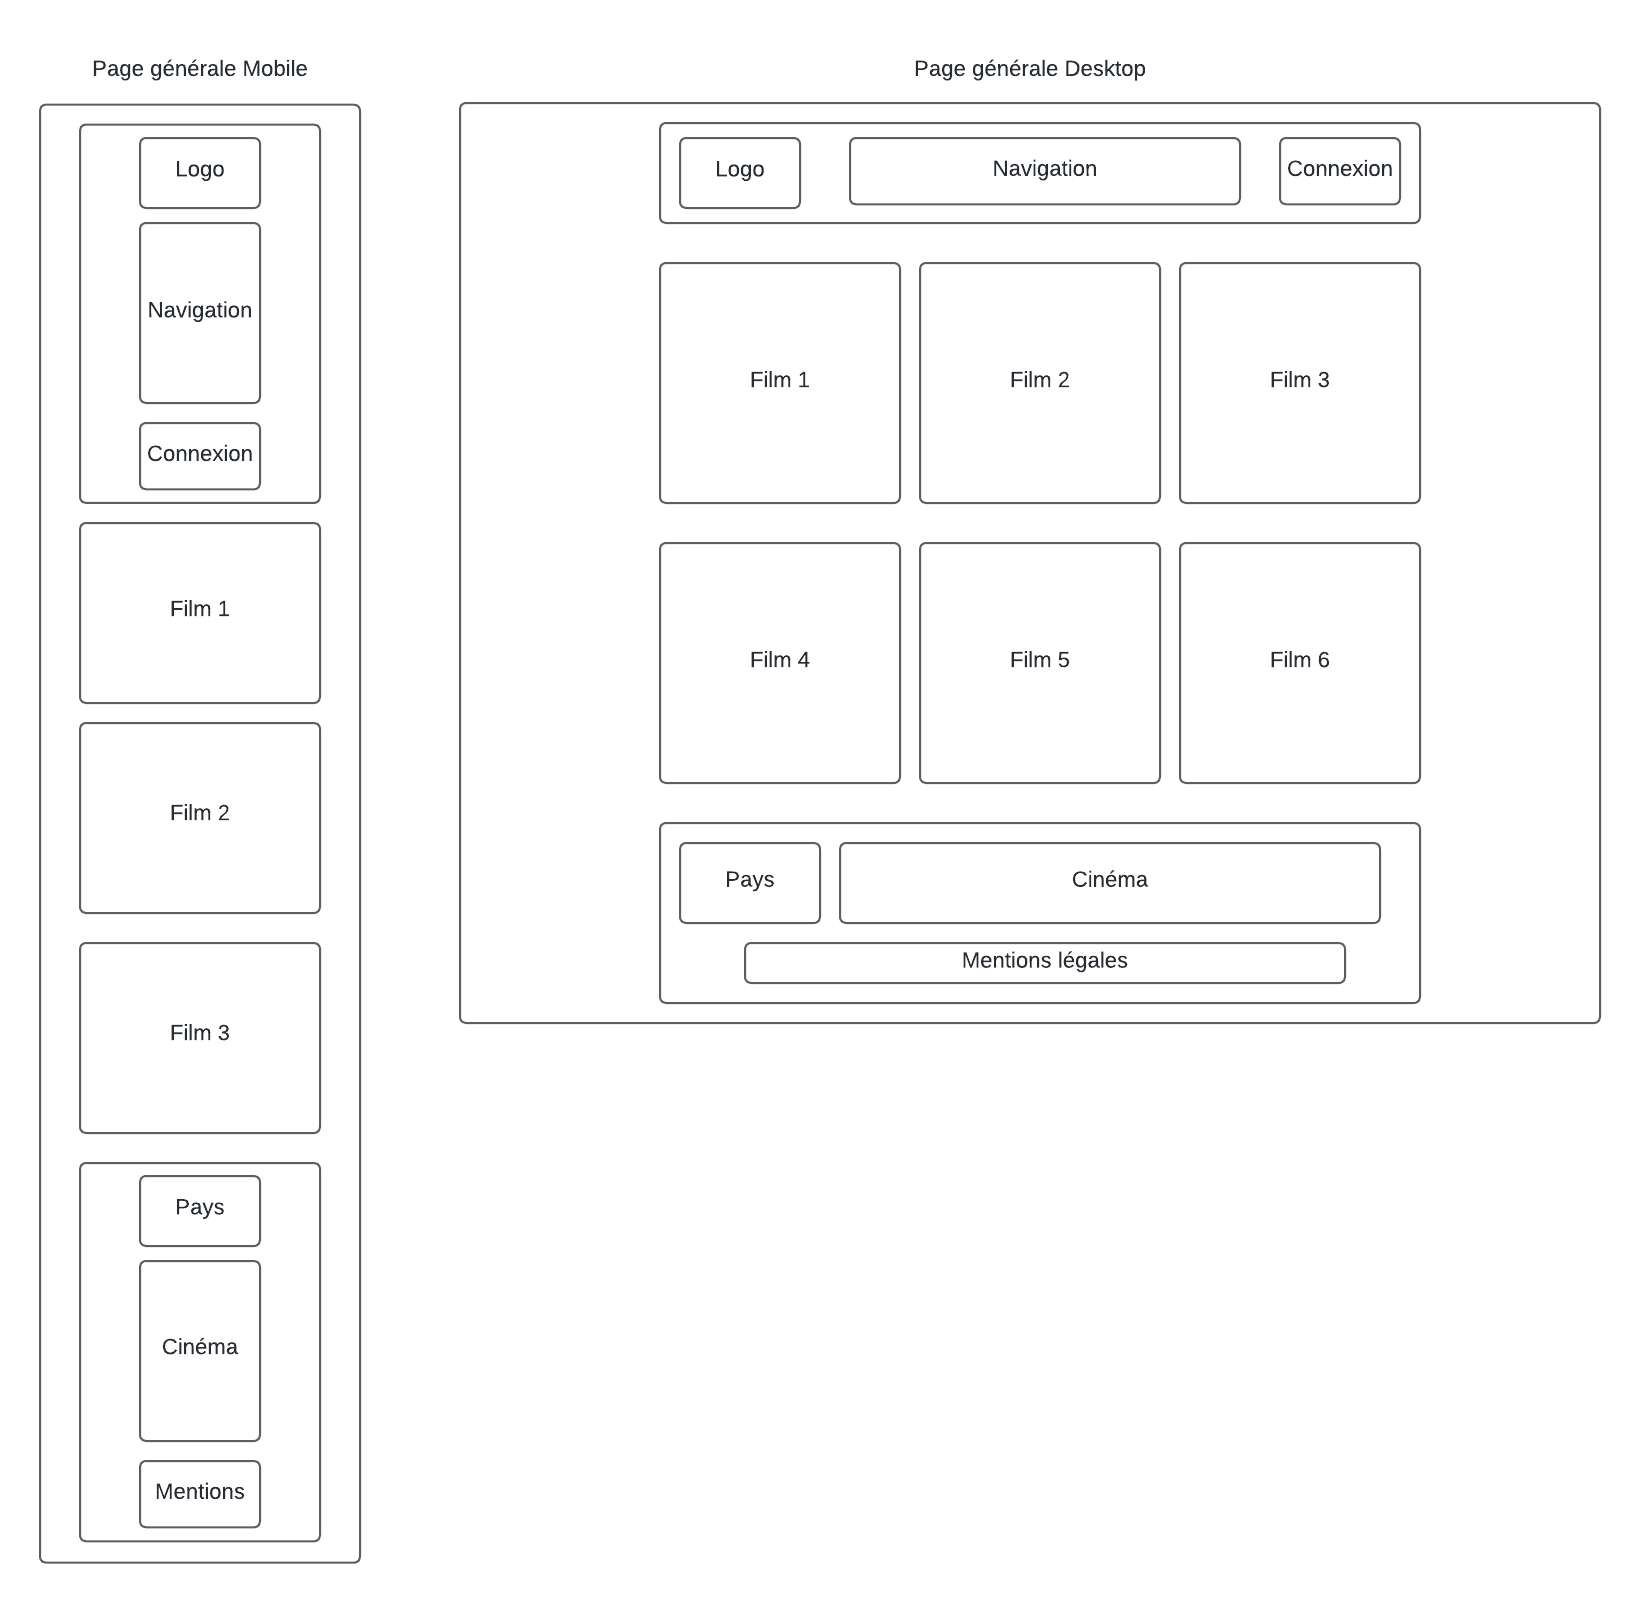 Page générale Mobile
Logo
Navigation
Connexion
Film 1
Film 2
Film 3
Pays
Cinéma
Mentions
Page générale Desktop
Logo
Navigation
Connexion
Film 1
Film 2
Film 3
Film 4
Film 5
Film 6
Pays
Cinéma
Mentions légales